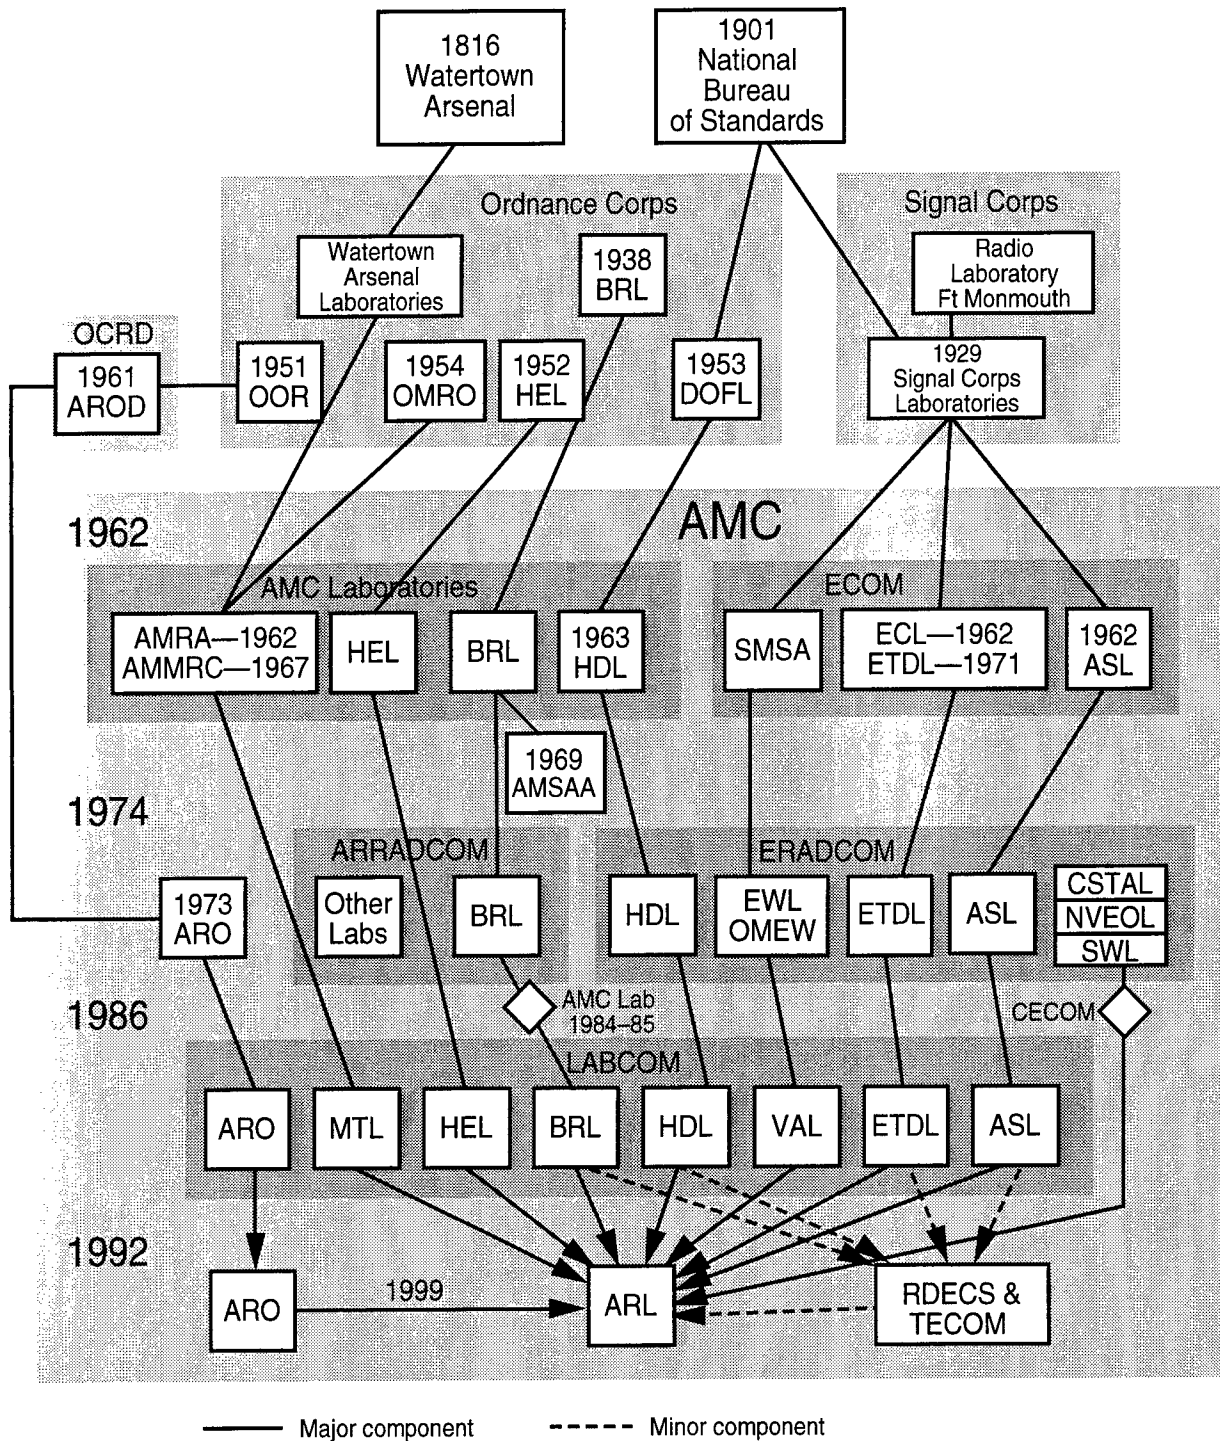 1816
Watertown
Arsenal
1901
National
Bureau
of Standards
Ordnance Corps
Signal Corps
Watertown
Arsenal
Laboratories
1938
BRL
Radio
Laboratory
Ft Monmouth
OCRD
1961
AROD
1951
OOR
1954
OMRO
1952
HEL
1953
DOFL
1929
Signal Corps
Laboratories
1962
AMC
AMC Laboratories
ECOM
AMRA—1962
AMMRC—1967
HEL
BRL
1963
HDL
SMSA
ECL—1962
ETDL—1971
1962
ASL
1969
AMSAA
1974
ARRADCOM
ERADCOM
1973
ARO
Other
Labs
BRL
HDL
EWL
OMEW
ETDL
ASL
CSTAL
NVEOL
SWL
1986
AMC Lab
1984–85
CECOM
LABCOM
ARO
MTL
HEL
BRL
HDL
VAL
ETDL
ASL
1992
ARO
1999
ARL
RDECS &
TECOM
Major component
Minor component